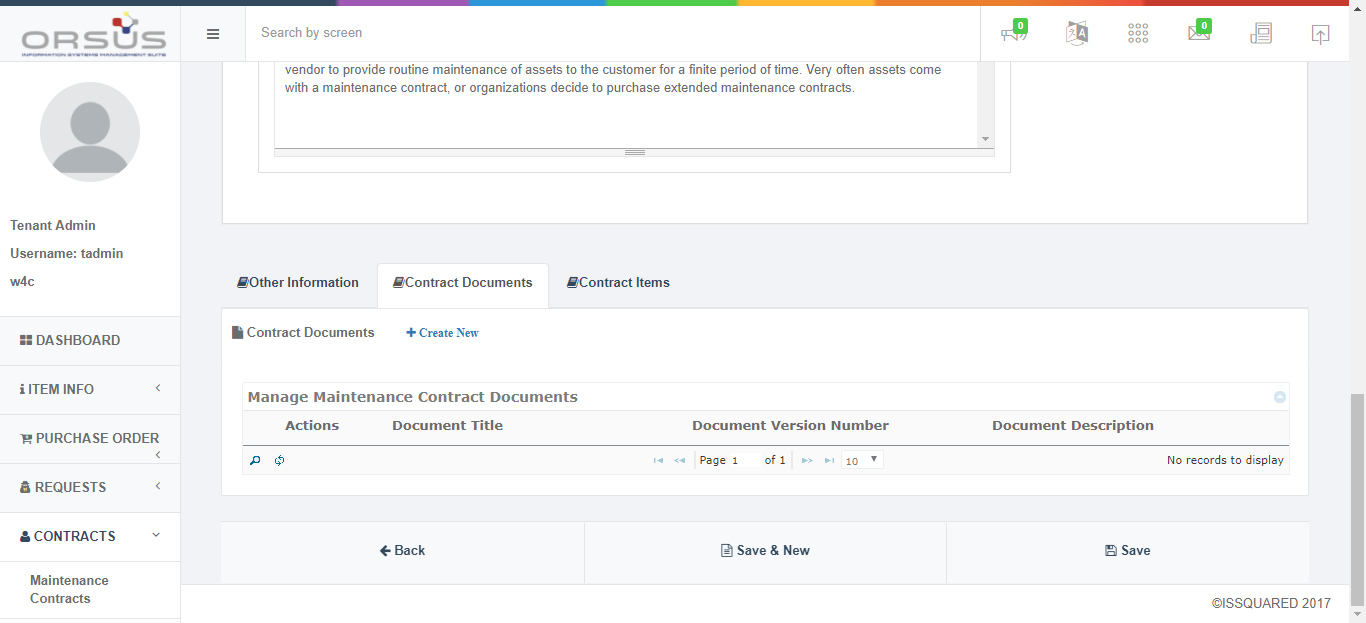 ORSUS
INFORMATION SYSTEMS MANAGEMENT SUITE
Search by screen
0
A
0
vendor to provide routine maintenance of assets to the customer for a finite period of time. Very often assets come
with a maintenance contract, or organizations decide to purchase extended maintenance contracts.
Tenant Admin
Username: tadmin
w4c
DASHBOARD
ITEM INFO
PURCHASE ORDER
REQUESTS
CONTRACTS
Maintenance
Contracts
Other Information
Contract Documents
Contract Items
Contract Documents
Create New
Manage Maintenance Contract Documents
Actions
Document Title
Document Version Number
Document Description
Page 1 of 1
10
No records to display
Back
Save & New
Save
©ISSQUARED 2017